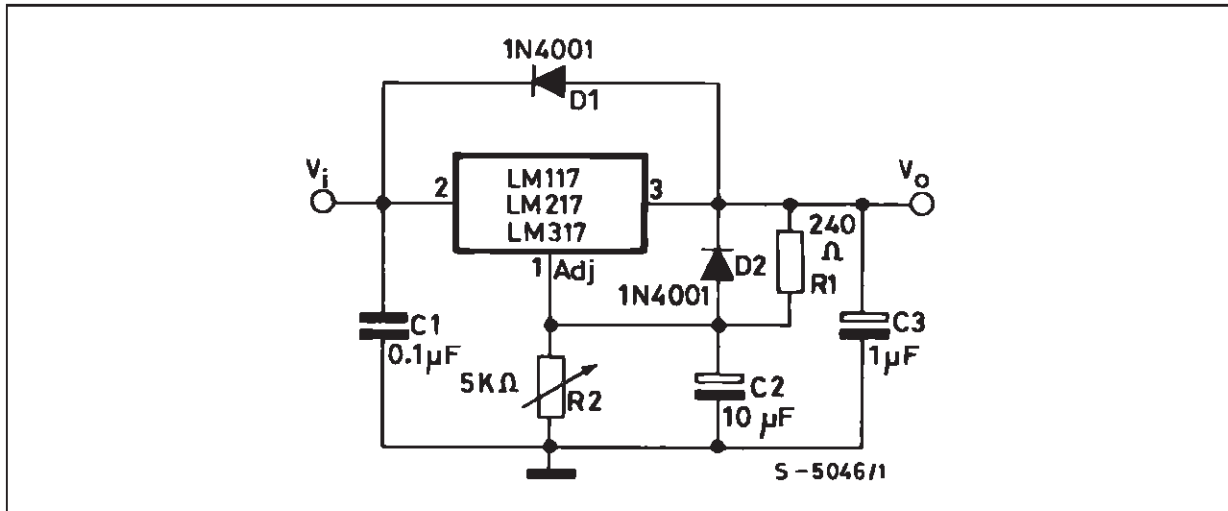 1N4001
D1
Vi
2
LM117
LM217
LM317
3
Vo
1 Adj
240
Ω
R1
D2
1N4001
C1
0.1µF
5KΩ
R2
C2
10 µF
C3
1µF
S-5046/1